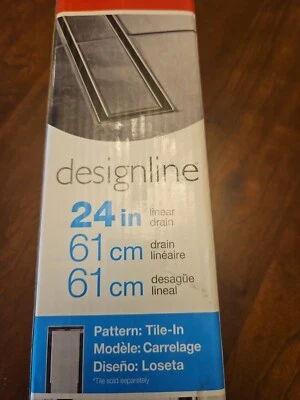 designline
24 in linear
drain
61 cm drain
linéaire
61 cm desagüe
lineal
Pattern: Tile-In
Modèle: Carrelage
Diseño: Loseta
*Tile sold separately